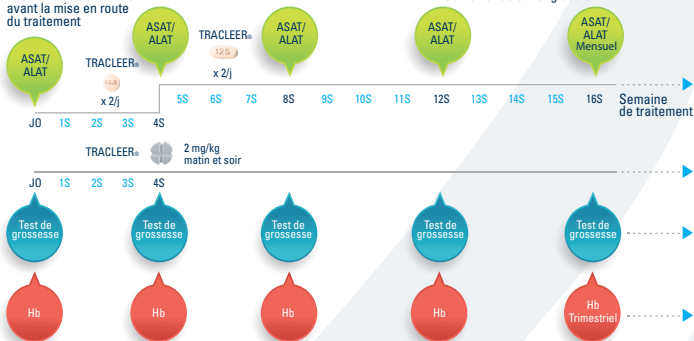 avant la mise en route
du traitement
ASAT/
ALAT
TRACLEER®
x 2/j
ASAT/
ALAT
TRACLEER®
125
x 2/j
ASAT/
ALAT
ASAT/
ALAT
ASAT/
ALAT
Mensuel
5S 6S 7S 8S 9S 10S 11S 12S 13S 14S 15S 16S
Semaine
de traitement
J0 1S 2S 3S 4S
TRACLEER®
2 mg/kg
matin et soir
J0 1S 2S 3S 4S
Test de
grossesse
Test de
grossesse
Test de
grossesse
Test de
grossesse
Test de
grossesse
Hb
Hb
Hb
Hb
Hb
Trimestriel